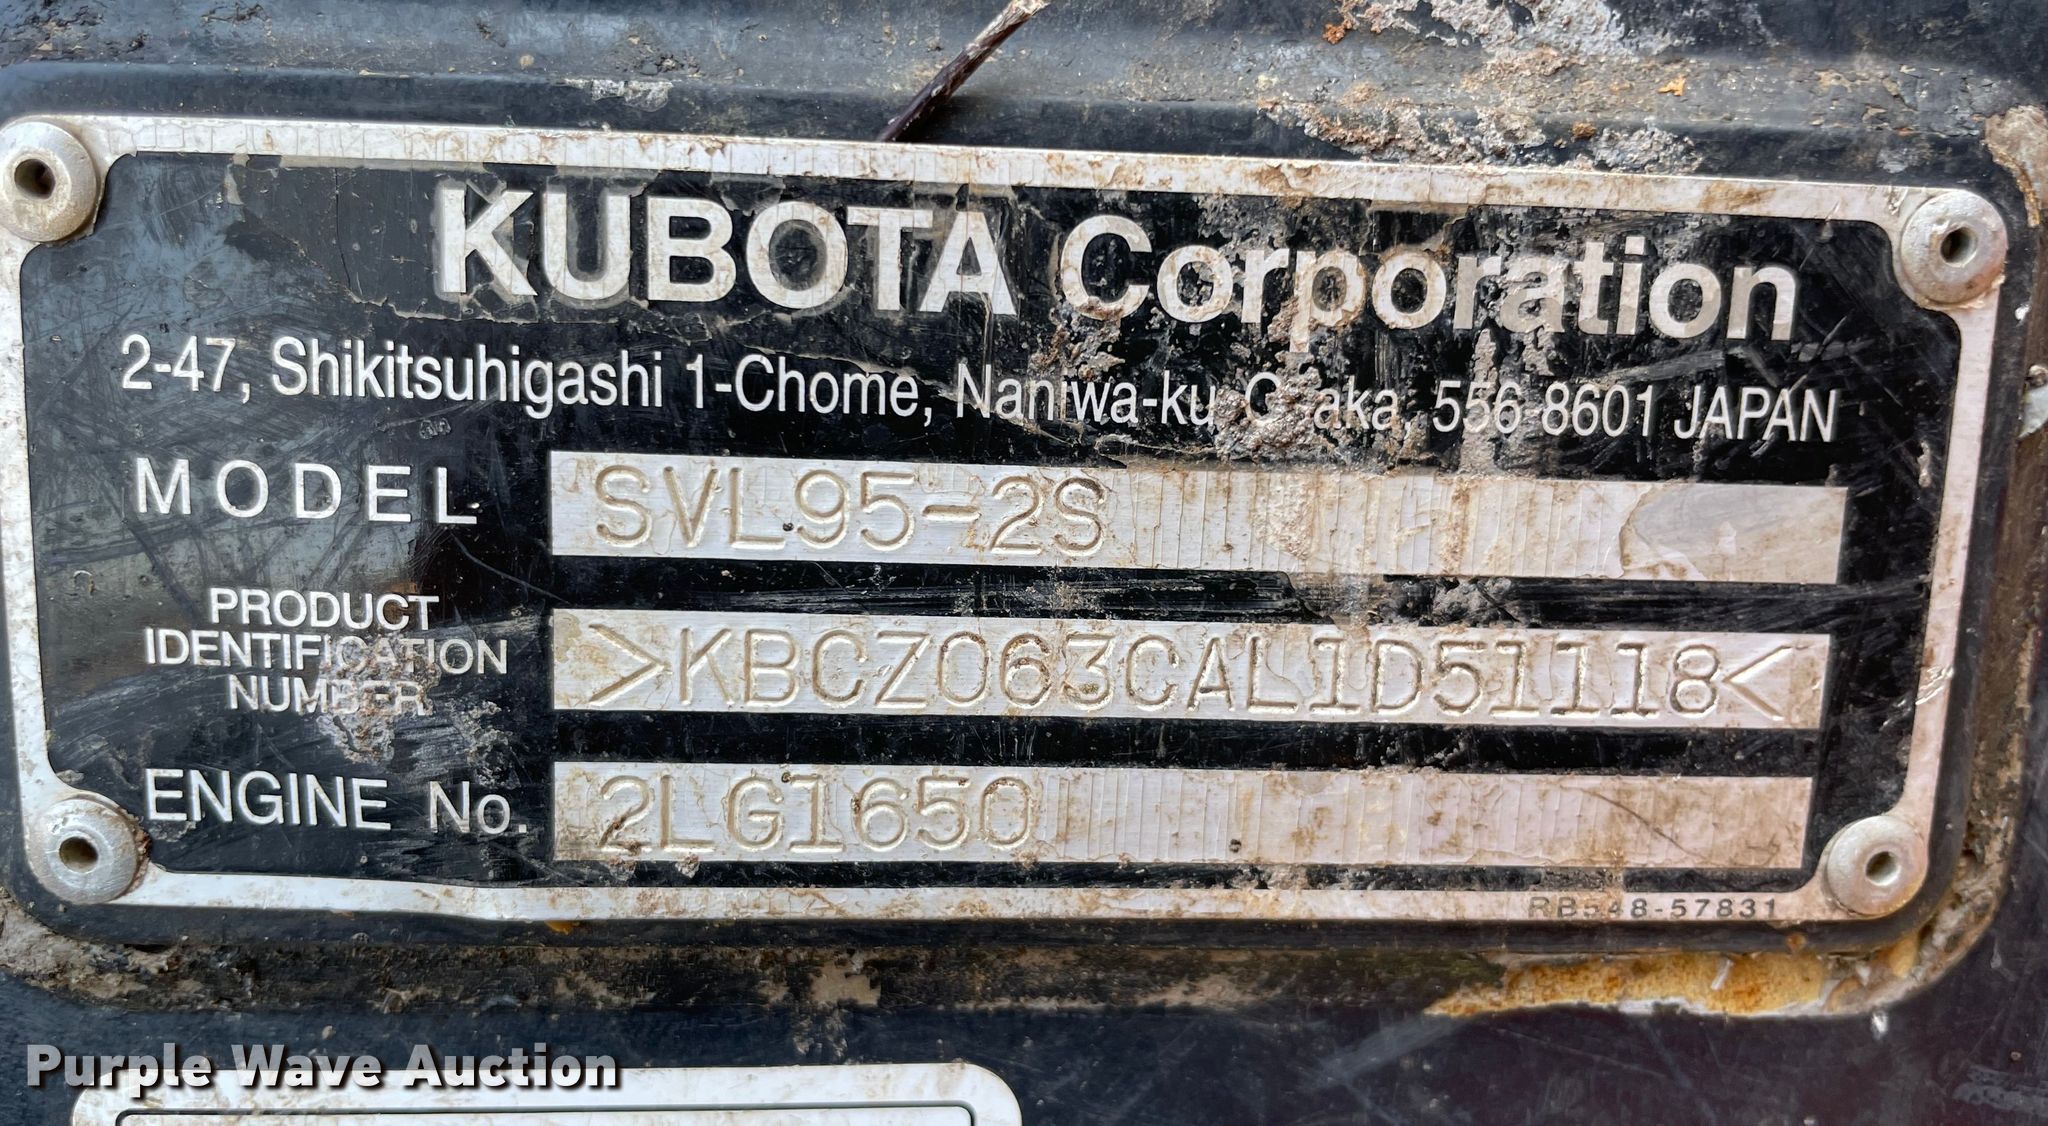 KUBOTA Corporation
2-47, Shikitsuhigashi 1-Chome, Naniwa-ku, Osaka, 556-8601 JAPAN
MODEL SVL95-2S
PRODUCT IDENTIFICATION NUMBER >KBCZ063CAL1D51118<
ENGINE No. 2LG1650
RB548-57831
Purple Wave Auction